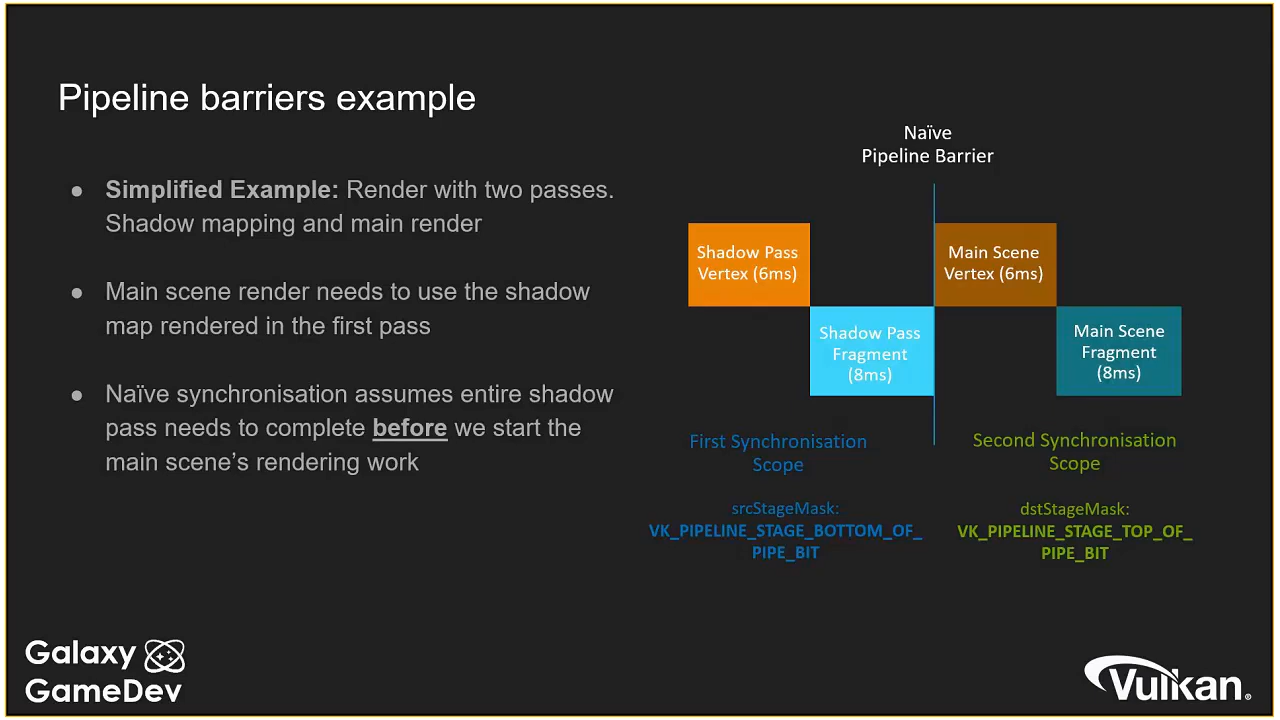 Pipeline barriers example
● Simplified Example: Render with two passes.
Shadow mapping and main render
● Main scene render needs to use the shadow
map rendered in the first pass
● Naïve synchronisation assumes entire shadow
pass needs to complete before we start the
main scene's rendering work
Naïve
Pipeline Barrier
Shadow Pass
Vertex (6ms)
Shadow Pass
Fragment
(8ms)
Main Scene
Vertex (6ms)
Main Scene
Fragment
(8ms)
First Synchronisation
Scope
srcStageMask:
VK_PIPELINE_STAGE_BOTTOM_OF_
PIPE_BIT
Second Synchronisation
Scope
dstStageMask:
VK_PIPELINE_STAGE_TOP_OF_
PIPE_BIT
Galaxy
GameDev
Vulkan®